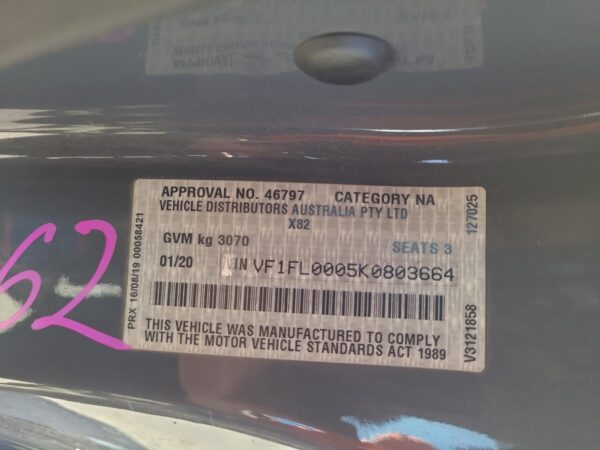 APPROVAL NO. 46797 CATEGORY NA
VEHICLE DISTRIBUTORS AUSTRALIA PTY LTD
X82
GVM kg 3070
SEATS 3
01/20 VIN VF1FL0005K0803664
THIS VEHICLE WAS MANUFACTURED TO COMPLY
WITH THE MOTOR VEHICLE STANDARDS ACT 1989
PRX 16/08/19 00058421
V3121858 127025
62